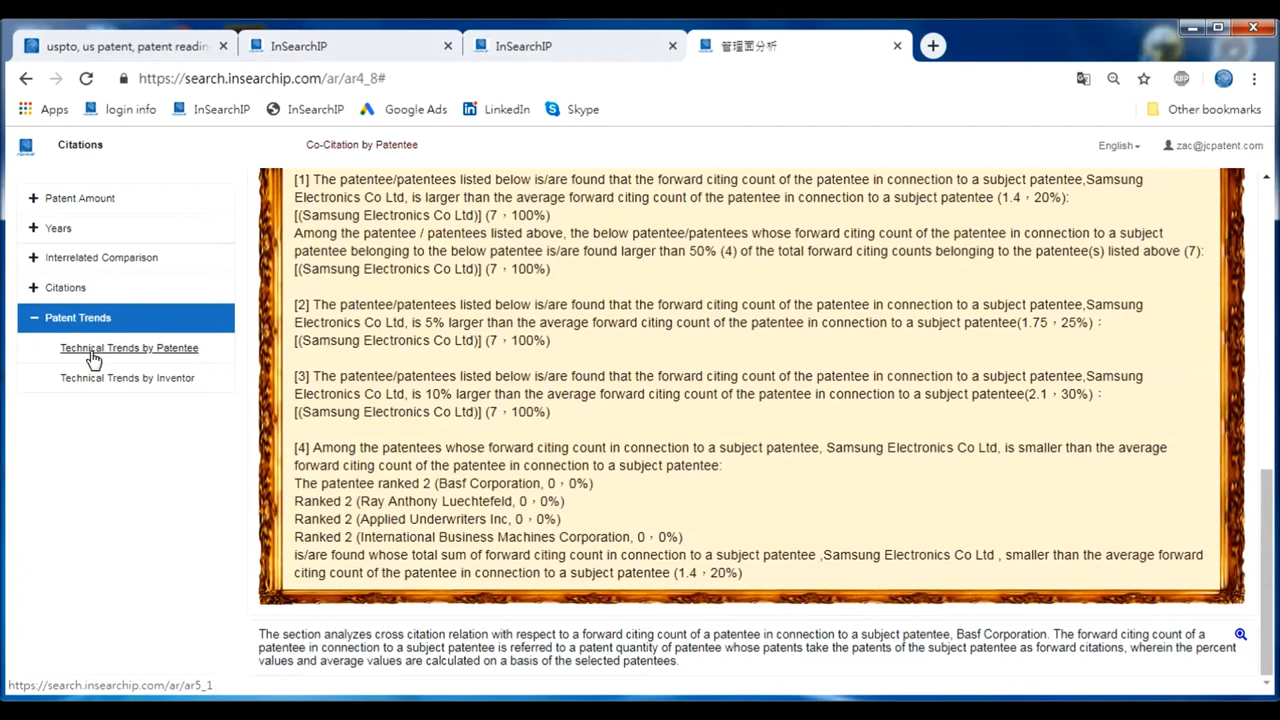 uspto, us patent, patent readin
InSearchIP
InSearchIP
管理面分析
https://search.insearchip.com/ar/ar4_8#
ABP
Apps
login info
InSearchIP
InSearchIP
Google Ads
LinkedIn
Skype
Other bookmarks
Citations
Co-Citation by Patentee
English
zac@jcpatent.com
Patent Amount
Years
Interrelated Comparison
Citations
Patent Trends
Technical Trends by Patentee
Technical Trends by Inventor
[1] The patentee/patentees listed below is/are found that the forward citing count of the patentee in connection to a subject patentee,Samsung
Electronics Co Ltd, is larger than the average forward citing count of the patentee in connection to a subject patentee (1.4，20%):
[(Samsung Electronics Co Ltd)] (7，100%)
Among the patentee / patentees listed above, the below patentee/patentees whose forward citing count of the patentee in connection to a subject
patentee belonging to the below patentee is/are found larger than 50% (4) of the total forward citing counts belonging to the patentee(s) listed above (7):
[(Samsung Electronics Co Ltd)] (7，100%)
[2] The patentee/patentees listed below is/are found that the forward citing count of the patentee in connection to a subject patentee,Samsung
Electronics Co Ltd, is 5% larger than the average forward citing count of the patentee in connection to a subject patentee(1.75，25%)：
[(Samsung Electronics Co Ltd)] (7，100%)
[3] The patentee/patentees listed below is/are found that the forward citing count of the patentee in connection to a subject patentee,Samsung
Electronics Co Ltd, is 10% larger than the average forward citing count of the patentee in connection to a subject patentee(2.1，30%)：
[(Samsung Electronics Co Ltd)] (7，100%)
[4] Among the patentees whose forward citing count in connection to a subject patentee, Samsung Electronics Co Ltd, is smaller than the average
forward citing count of the patentee in connection to a subject patentee:
The patentee ranked 2 (Basf Corporation, 0，0%)
Ranked 2 (Ray Anthony Luechtefeld, 0，0%)
Ranked 2 (Applied Underwriters Inc, 0，0%)
Ranked 2 (International Business Machines Corporation, 0，0%)
is/are found whose total sum of forward citing count in connection to a subject patentee ,Samsung Electronics Co Ltd , smaller than the average forward
citing count of the patentee in connection to a subject patentee (1.4，20%)
The section analyzes cross citation relation with respect to a forward citing count of a patentee in connection to a subject patentee, Basf Corporation. The forward citing count of a
patentee in connection to a subject patentee is referred to a patent quantity of patentee whose patents take the patents of the subject patentee as forward citations, wherein the percent
values and average values are calculated on a basis of the selected patentees.
https://search.insearchip.com/ar/ar5_1